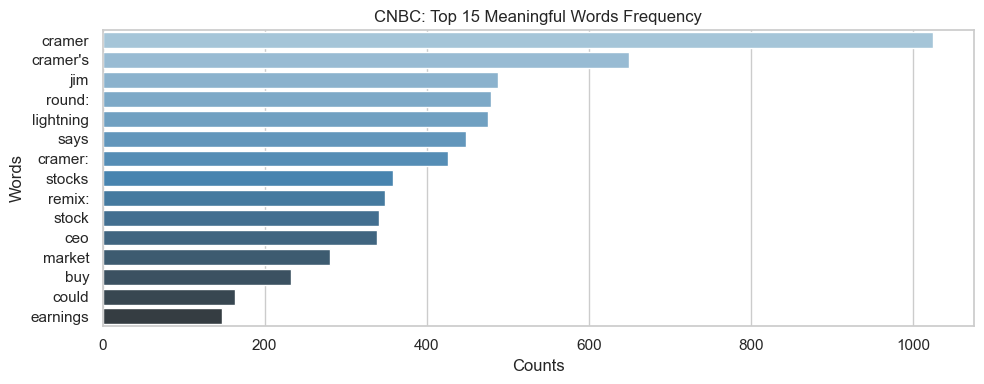 CNBC: Top 15 Meaningful Words Frequency
Words
cramer
cramer's
jim
round:
lightning
says
cramer:
stocks
remix:
stock
ceo
market
buy
could
earnings
0 200 400 600 800 1000
Counts